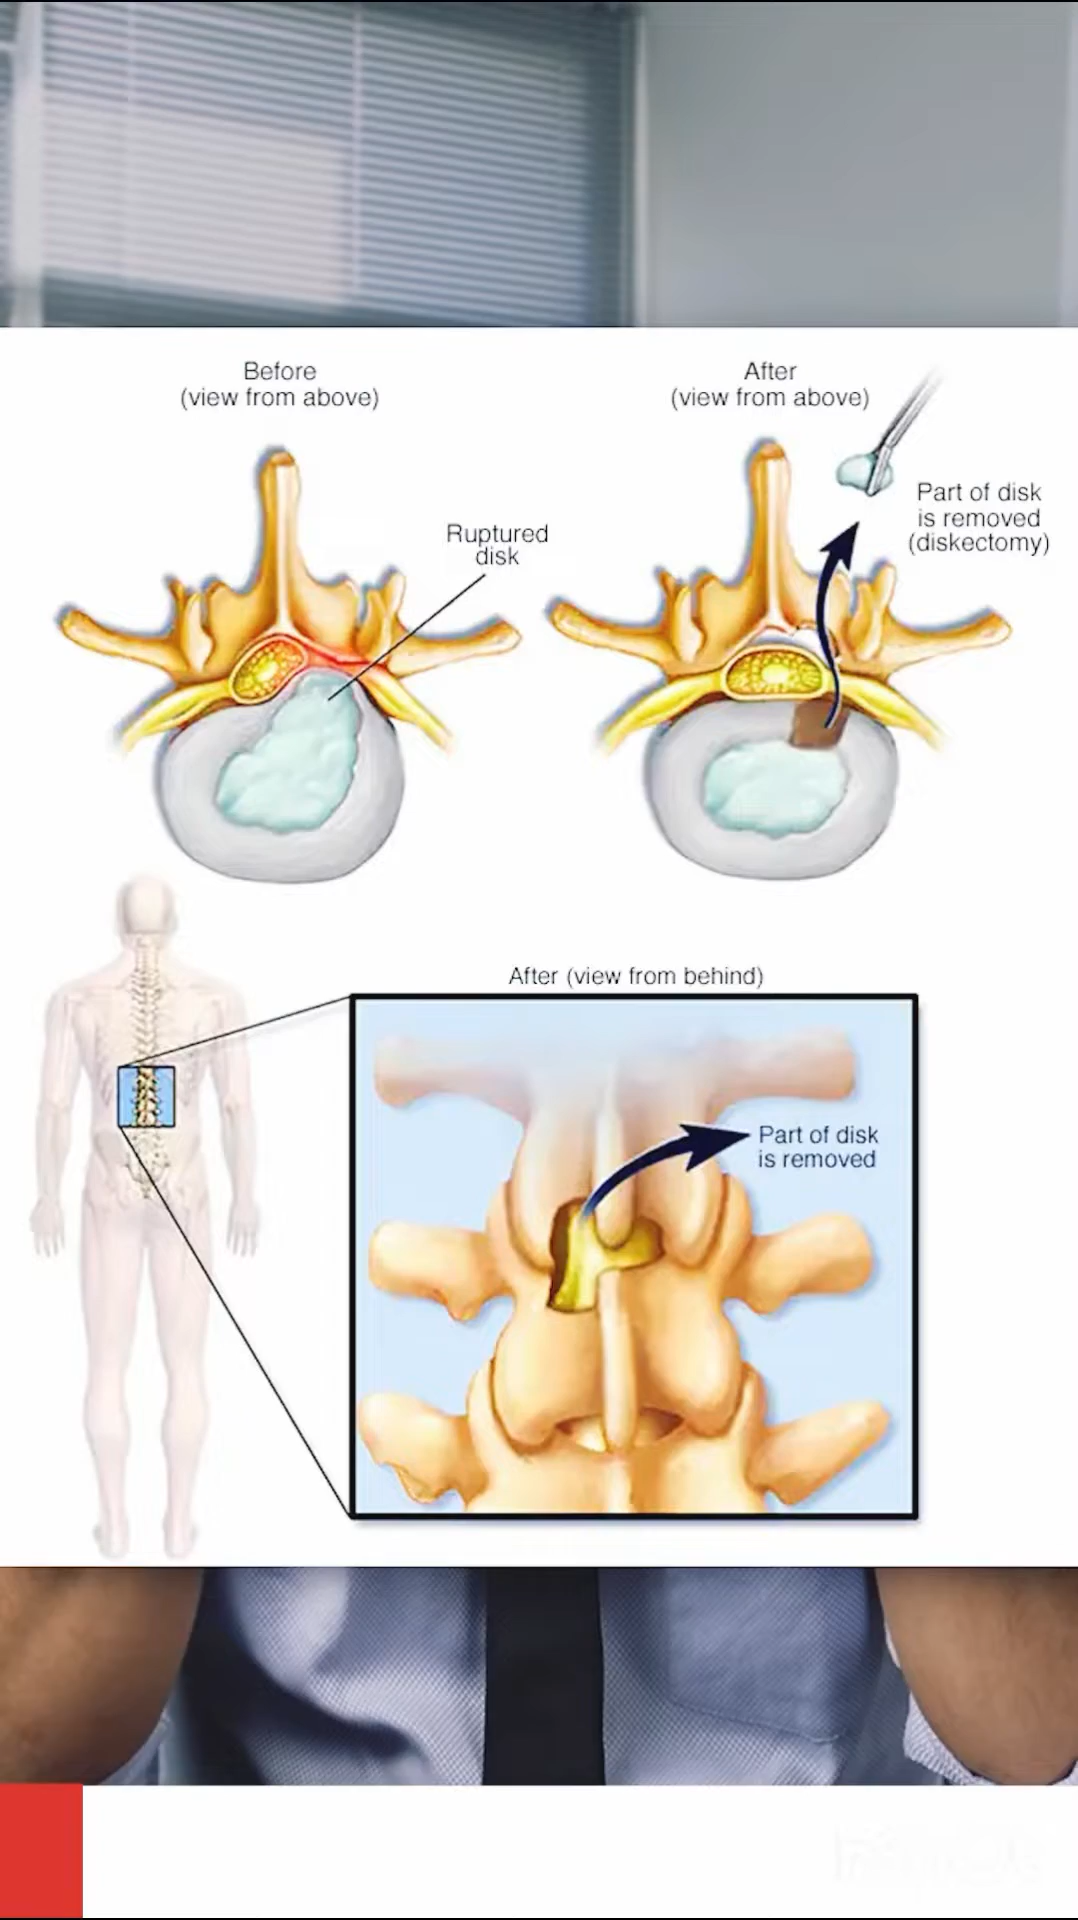 Before
(view from above)
After
(view from above)
Part of disk
is removed
(diskectomy)
Ruptured
disk
After (view from behind)
Part of disk
is removed